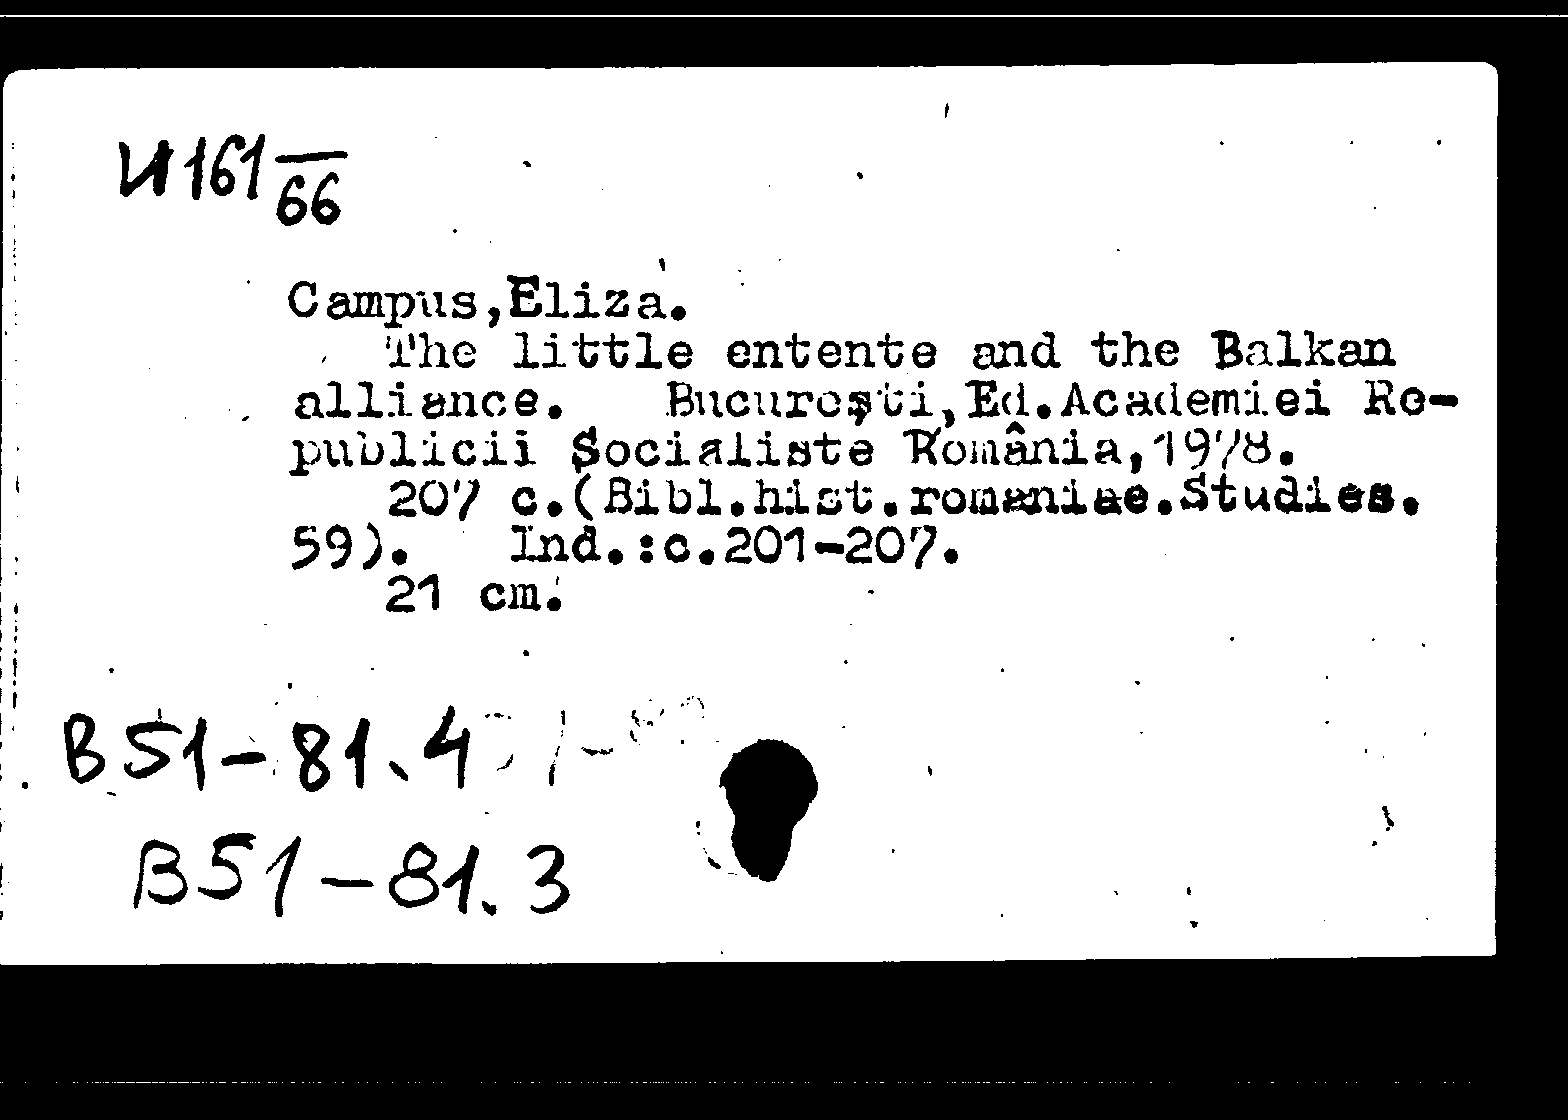 И161
66
Campus,Eliza.
The little entente and the Balkan
alliance. Bucureşti,Ed.Academiei Re-
publicii Socialiste România,1978.
207 c.(Bibl.hist.romaniae.Studies.
59). Ind.:c.201-207.
21 cm.
B51-81.4
B51-81.3